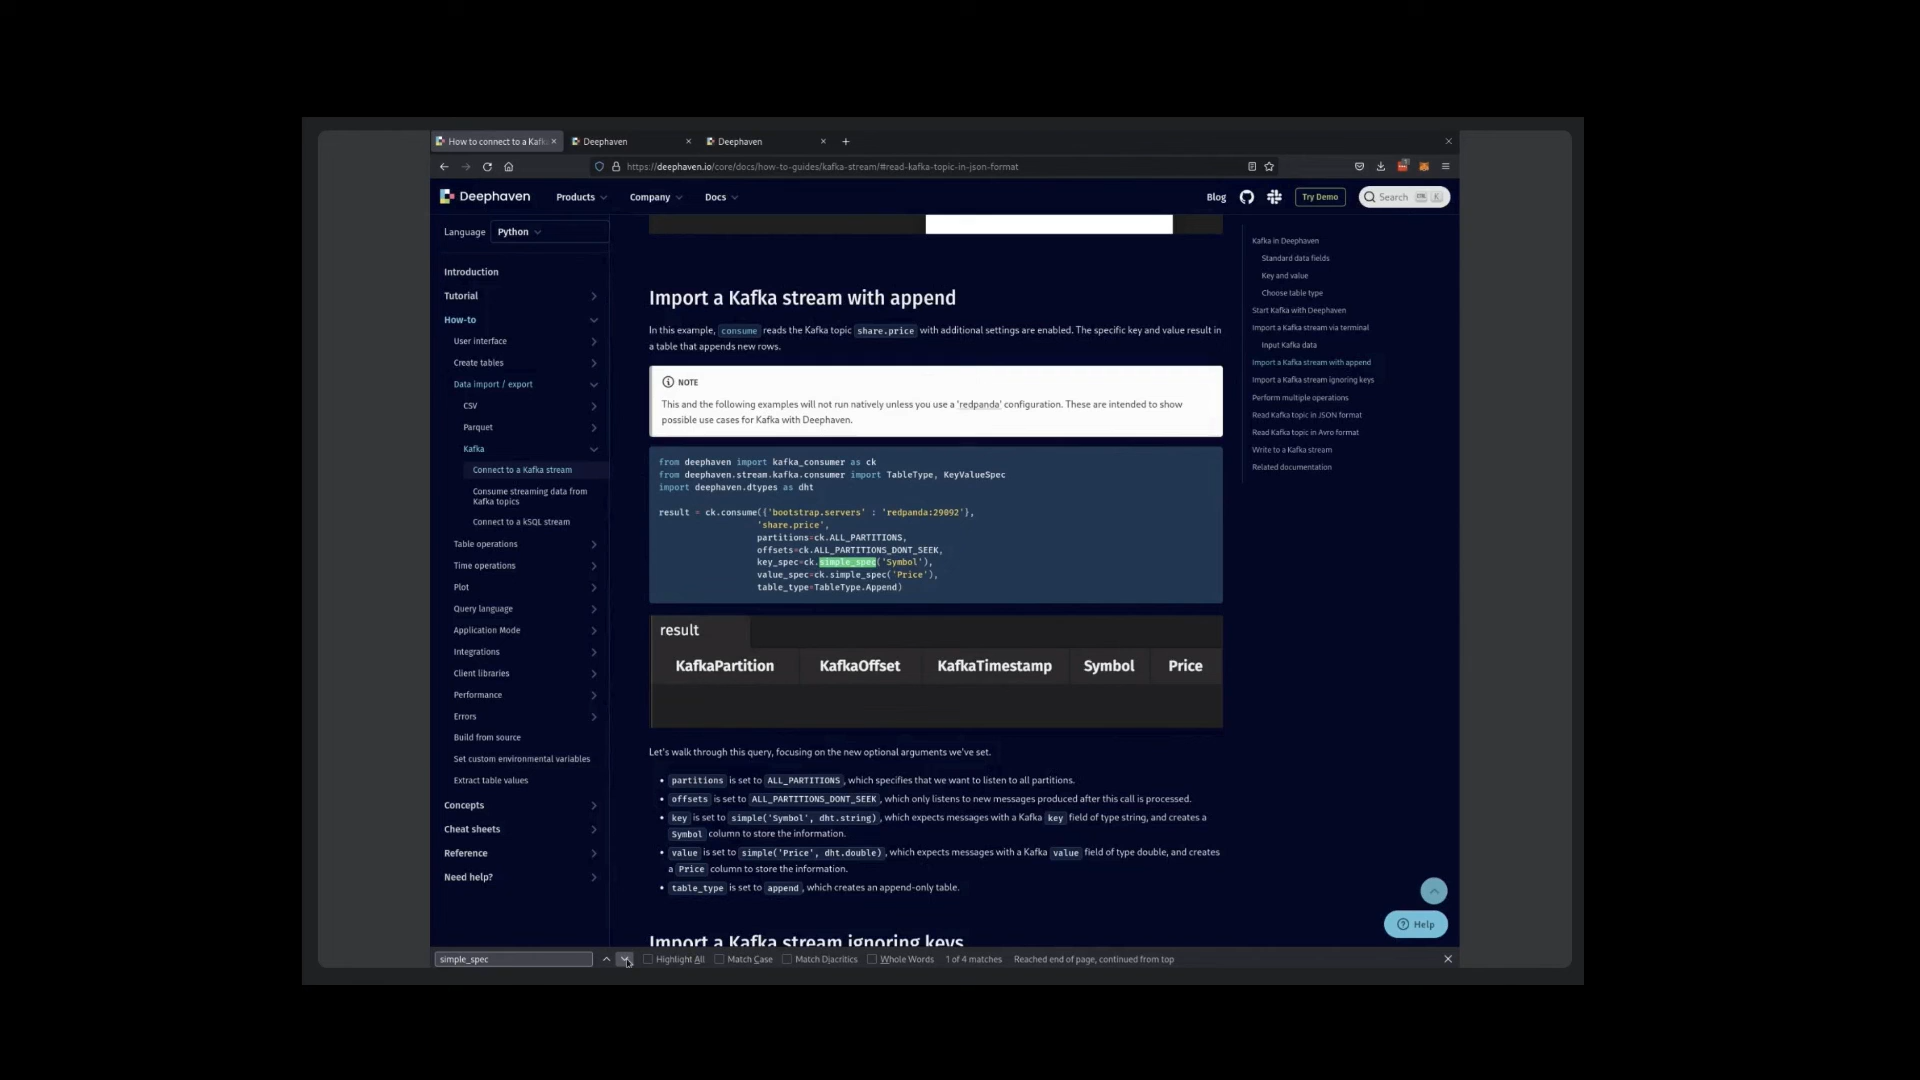 How to connect to a Kafk
Deephaven
Deephaven
https://deephaven.io/core/docs/how-to-guides/kafka-stream/#read-kafka-topic-in-json-format
Deephaven
Products
Company
Docs
Blog
Try Demo
Search
Language
Python
Introduction
Tutorial
How-to
User interface
Create tables
Data import / export
CSV
Parquet
Kafka
Connect to a Kafka stream
Consume streaming data from
Kafka topics
Connect to a kSQL stream
Table operations
Time operations
Plot
Query language
Application Mode
Integrations
Client libraries
Performance
Errors
Build from source
Set custom environmental variables
Extract table values
Concepts
Cheat sheets
Reference
Need help?
Import a Kafka stream with append
In this example, consume reads the Kafka topic share.price with additional settings are enabled. The specific key and value result in
a table that appends new rows.
NOTE
This and the following examples will not run natively unless you use a 'redpanda' configuration. These are intended to show
possible use cases for Kafka with Deephaven.
from deephaven import kafka_consumer as ck
from deephaven.stream.kafka.consumer import TableType, KeyValueSpec
import deephaven.dtypes as dht
result = ck.consume({'bootstrap.servers' : 'redpanda:29092'},
'share.price',
partitions=ck.ALL_PARTITIONS,
offsets=ck.ALL_PARTITIONS_DONT_SEEK,
key_spec=ck.simple_spec('Symbol'),
value_spec=ck.simple_spec('Price'),
table_type=TableType.Append)
result
KafkaPartition KafkaOffset KafkaTimestamp Symbol Price
Let's walk through this query, focusing on the new optional arguments we've set.
• partitions is set to ALL_PARTITIONS, which specifies that we want to listen to all partitions.
• offsets is set to ALL_PARTITIONS_DONT_SEEK, which only listens to new messages produced after this call is processed.
• key is set to simple('Symbol', dht.string), which expects messages with a Kafka key field of type string, and creates a
Symbol column to store the information.
• value is set to simple('Price', dht.double), which expects messages with a Kafka value field of type double, and creates
a Price column to store the information.
• table_type is set to append, which creates an append-only table.
Import a Kafka stream ignoring keys
Kafka in Deephaven
Standard data fields
Key and value
Choose table type
Start Kafka with Deephaven
Import a Kafka stream via terminal
Input Kafka data
Import a Kafka stream with append
Import a Kafka stream ignoring keys
Perform multiple operations
Read Kafka topic in JSON format
Read Kafka topic in Avro format
Write to a Kafka stream
Related documentation
Help
simple_spec
Highlight All
Match Case
Match Diacritics
Whole Words
1 of 4 matches
Reached end of page, continued from top